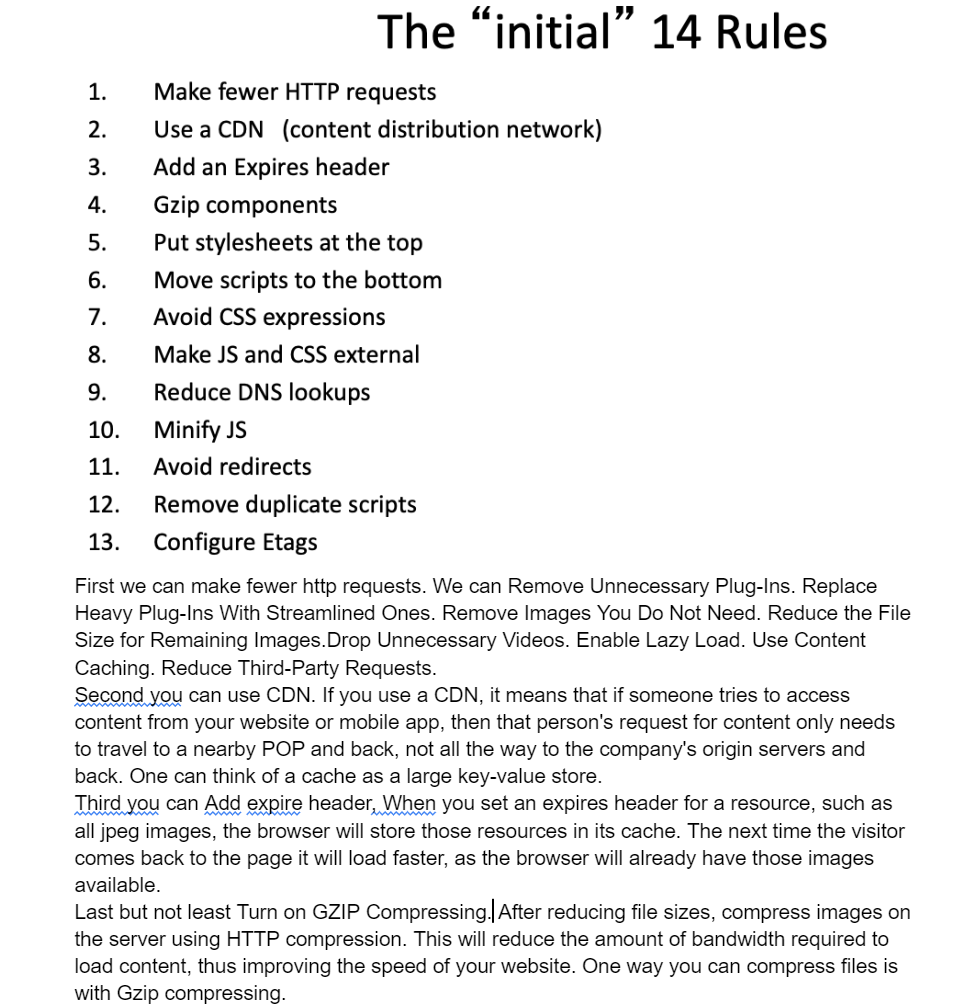 The “initial” 14 Rules
1. Make fewer HTTP requests
2. Use a CDN (content distribution network)
3. Add an Expires header
4. Gzip components
5. Put stylesheets at the top
6. Move scripts to the bottom
7. Avoid CSS expressions
8. Make JS and CSS external
9. Reduce DNS lookups
10. Minify JS
11. Avoid redirects
12. Remove duplicate scripts
13. Configure Etags
First we can make fewer http requests. We can Remove Unnecessary Plug-Ins. Replace
Heavy Plug-Ins With Streamlined Ones. Remove Images You Do Not Need. Reduce the File
Size for Remaining Images.Drop Unnecessary Videos. Enable Lazy Load. Use Content
Caching. Reduce Third-Party Requests.
Second you can use CDN. If you use a CDN, it means that if someone tries to access
content from your website or mobile app, then that person's request for content only needs
to travel to a nearby POP and back, not all the way to the company's origin servers and
back. One can think of a cache as a large key-value store.
Third you can Add expire header, When you set an expires header for a resource, such as
all jpeg images, the browser will store those resources in its cache. The next time the visitor
comes back to the page it will load faster, as the browser will already have those images
available.
Last but not least Turn on GZIP Compressing. After reducing file sizes, compress images on
the server using HTTP compression. This will reduce the amount of bandwidth required to
load content, thus improving the speed of your website. One way you can compress files is
with Gzip compressing.